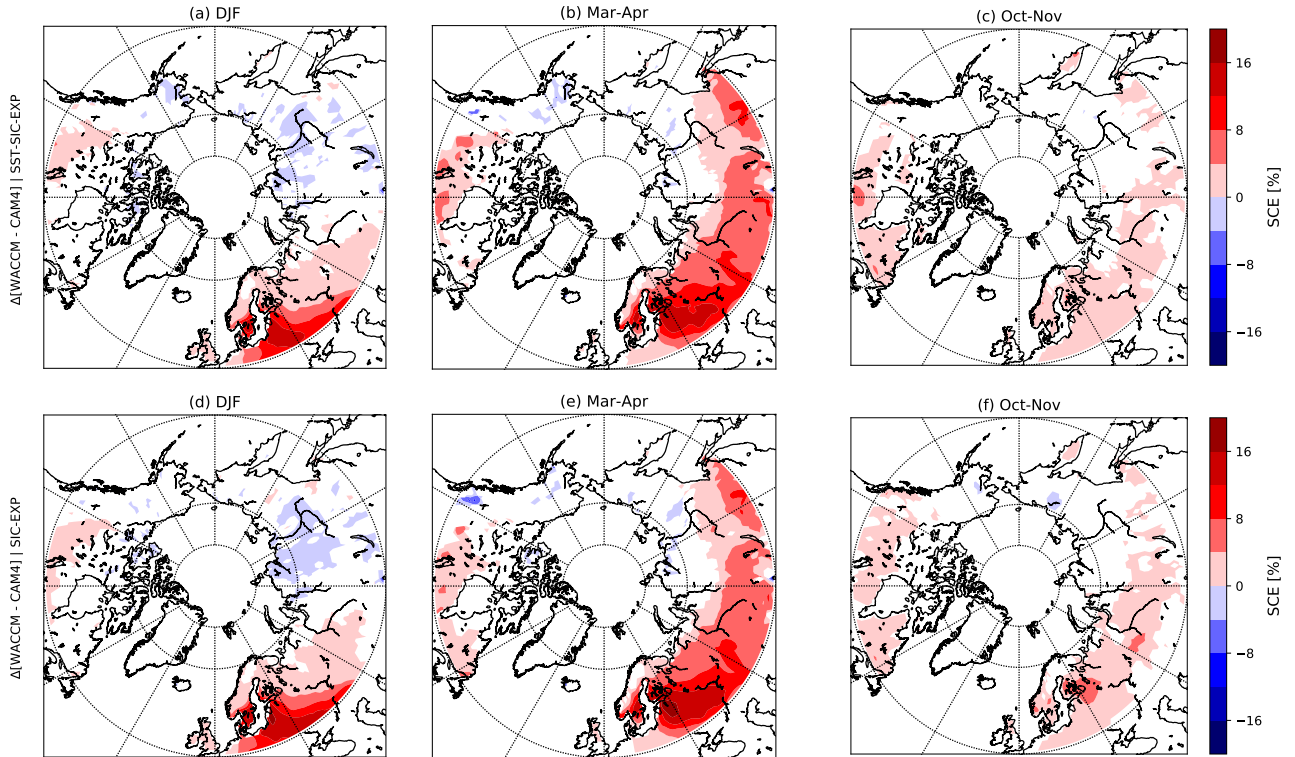 (a) DJF
(b) Mar-Apr
(c) Oct-Nov
Δ[WACCM - CAM4] || SST-SIC-EXP
16
8
0
−8
−16
SCE [%]
(d) DJF
(e) Mar-Apr
(f) Oct-Nov
Δ[WACCM - CAM4] || SIC-EXP
16
8
0
−8
−16
SCE [%]